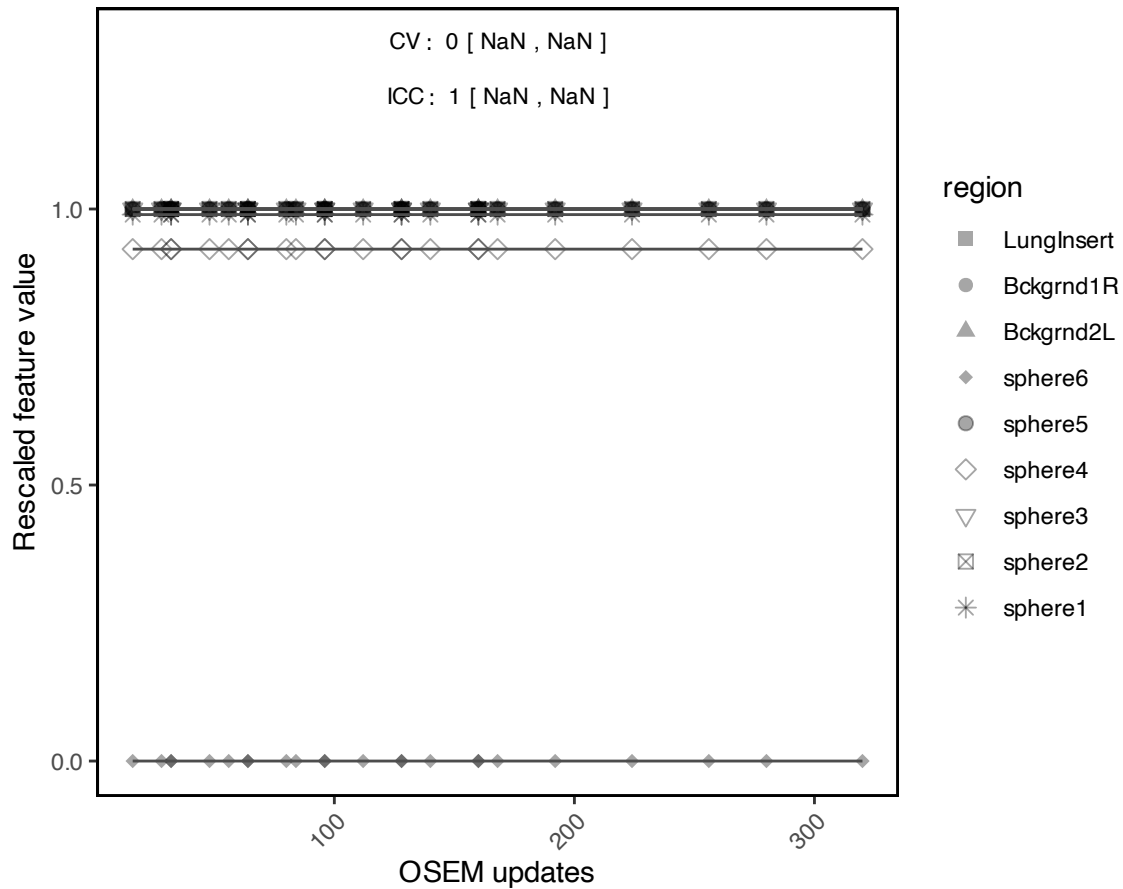 CV: 0 [ NaN , NaN ]
ICC: 1 [ NaN , NaN ]
Rescaled feature value
1.0
0.5
0.0
100
200
300
OSEM updates
region
LungInsert
Bckgrnd1R
Bckgrnd2L
sphere6
sphere5
sphere4
sphere3
sphere2
sphere1